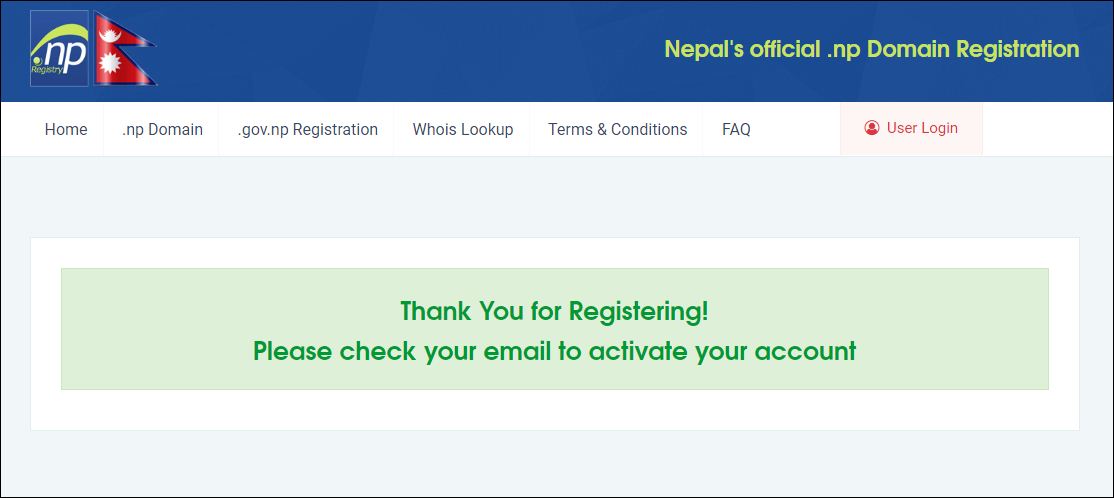 .np
Registry
Nepal's official .np Domain Registration
Home .np Domain .gov.np Registration Whois Lookup Terms & Conditions FAQ User Login
Thank You for Registering!
Please check your email to activate your account